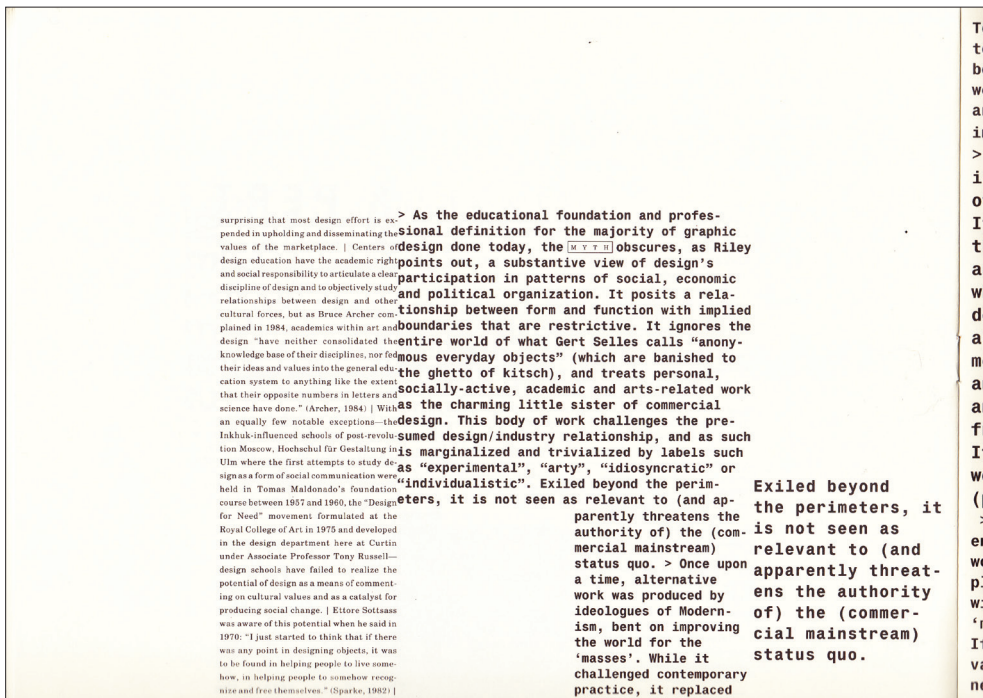 surprising that most design effort is ex-
pended in upholding and disseminating the
values of the marketplace. | Centers of
design education have the academic right
and social responsibility to articulate a clear
discipline of design and to objectively study
relationships between design and other
cultural forces, but as Bruce Archer com-
plained in 1984, academics within art and
design “have neither consolidated the
knowledge base of their disciplines, nor fed
their ideas and values into the general edu-
cation system to anything like the extent
that their opposite numbers in letters and
science have done.” (Archer, 1984) | With
an equally few notable exceptions—the
Inkhuk-influenced schools of post-revolu-
tion Moscow, Hochschul für Gestaltung in
Ulm where the first attempts to study de-
sign as a form of social communication were
held in Tomas Maldonado's foundation
course between 1957 and 1960, the “Design
for Need” movement formulated at the
Royal College of Art in 1975 and developed
in the design department here at Curtin
under Associate Professor Tony Russell—
design schools have failed to realize the
potential of design as a means of comment-
ing on cultural values and as a catalyst for
producing social change. | Ettore Sottsass
was aware of this potential when he said in
1970: “I just started to think that if there
was any point in designing objects, it was
to be found in helping people to live some-
how, in helping people to somehow recog-
nize and free themselves.” (Sparke, 1982) |
> As the educational foundation and profes-
sional definition for the majority of graphic
design done today, the MYTH obscures, as Riley
points out, a substantive view of design's
participation in patterns of social, economic
and political organization. It posits a rela-
tionship between form and function with implied
boundaries that are restrictive. It ignores the
entire world of what Gert Selles calls “anony-
mous everyday objects” (which are banished to
the ghetto of kitsch), and treats personal,
socially-active, academic and arts-related work
as the charming little sister of commercial
design. This body of work challenges the pre-
sumed design/industry relationship, and as such
is marginalized and trivialized by labels such
as “experimental”, “arty”, “idiosyncratic” or
“individualistic”. Exiled beyond the perim-
eters, it is not seen as relevant to (and ap-
parently threatens the
authority of) the (com-
mercial mainstream)
status quo. > Once upon
a time, alternative
work was produced by
ideologues of Modern-
ism, bent on improving
the world for the
‘masses’. While it
challenged contemporary
practice, it replaced
Exiled beyond
the perimeters, it
is not seen as
relevant to (and
apparently threat-
ens the authority
of) the (commer-
cial mainstream)
status quo.